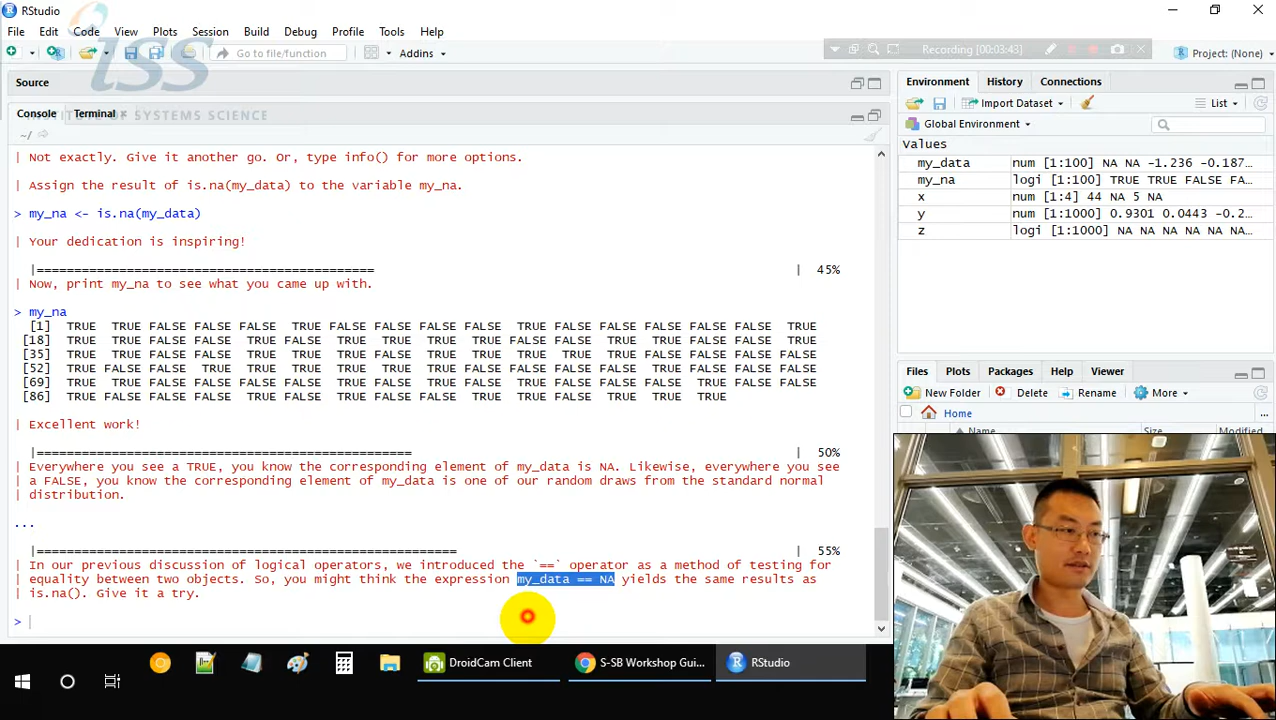 RStudio
File Edit Code View Plots Session Build Debug Profile Tools Help
Go to file/function
Addins
Recording [00:03:43]
Project: (None)
iss
INSTITUTE OF SYSTEMS SCIENCE
Source
Console Terminal
~/
| Not exactly. Give it another go. Or, type info() for more options.
| Assign the result of is.na(my_data) to the variable my_na.
> my_na <- is.na(my_data)
| Your dedication is inspiring!
|============================================= | 45%
| Now, print my_na to see what you came up with.
> my_na
[1] TRUE TRUE FALSE FALSE FALSE TRUE FALSE FALSE FALSE FALSE TRUE FALSE FALSE FALSE FALSE FALSE TRUE
[18] TRUE TRUE FALSE FALSE TRUE FALSE TRUE TRUE TRUE TRUE FALSE FALSE TRUE FALSE FALSE FALSE TRUE
[35] TRUE TRUE FALSE FALSE TRUE TRUE TRUE FALSE TRUE TRUE TRUE TRUE FALSE FALSE FALSE FALSE FALSE
[52] TRUE FALSE FALSE TRUE TRUE TRUE TRUE TRUE TRUE FALSE FALSE FALSE FALSE TRUE FALSE TRUE TRUE
[69] TRUE TRUE FALSE FALSE FALSE FALSE TRUE FALSE TRUE TRUE FALSE FALSE FALSE FALSE TRUE FALSE FALSE
[86] TRUE FALSE FALSE FALSE TRUE FALSE TRUE FALSE FALSE TRUE TRUE FALSE TRUE TRUE TRUE
| Excellent work!
|================================================== | 50%
| Everywhere you see a TRUE, you know the corresponding element of my_data is NA. Likewise, everywhere you see
| a FALSE, you know the corresponding element of my_data is one of our random draws from the standard normal
| distribution.
...
|======================================================== | 55%
| In our previous discussion of logical operators, we introduced the `==` operator as a method of testing for
| equality between two objects. So, you might think the expression my_data == NA yields the same results as
| is.na(). Give it a try.
>
Environment History Connections
Import Dataset
List
Global Environment
Values
my_data num [1:100] NA NA -1.236 -0.187...
my_na logi [1:100] TRUE TRUE FALSE FA...
x num [1:4] 44 NA 5 NA
y num [1:1000] 0.9301 0.0443 -0.2...
z logi [1:1000] NA NA NA NA NA NA...
Files Plots Packages Help Viewer
New Folder Delete Rename More
Home
...
Name Size Modified
DroidCam Client
S-SB Workshop Gui...
RStudio